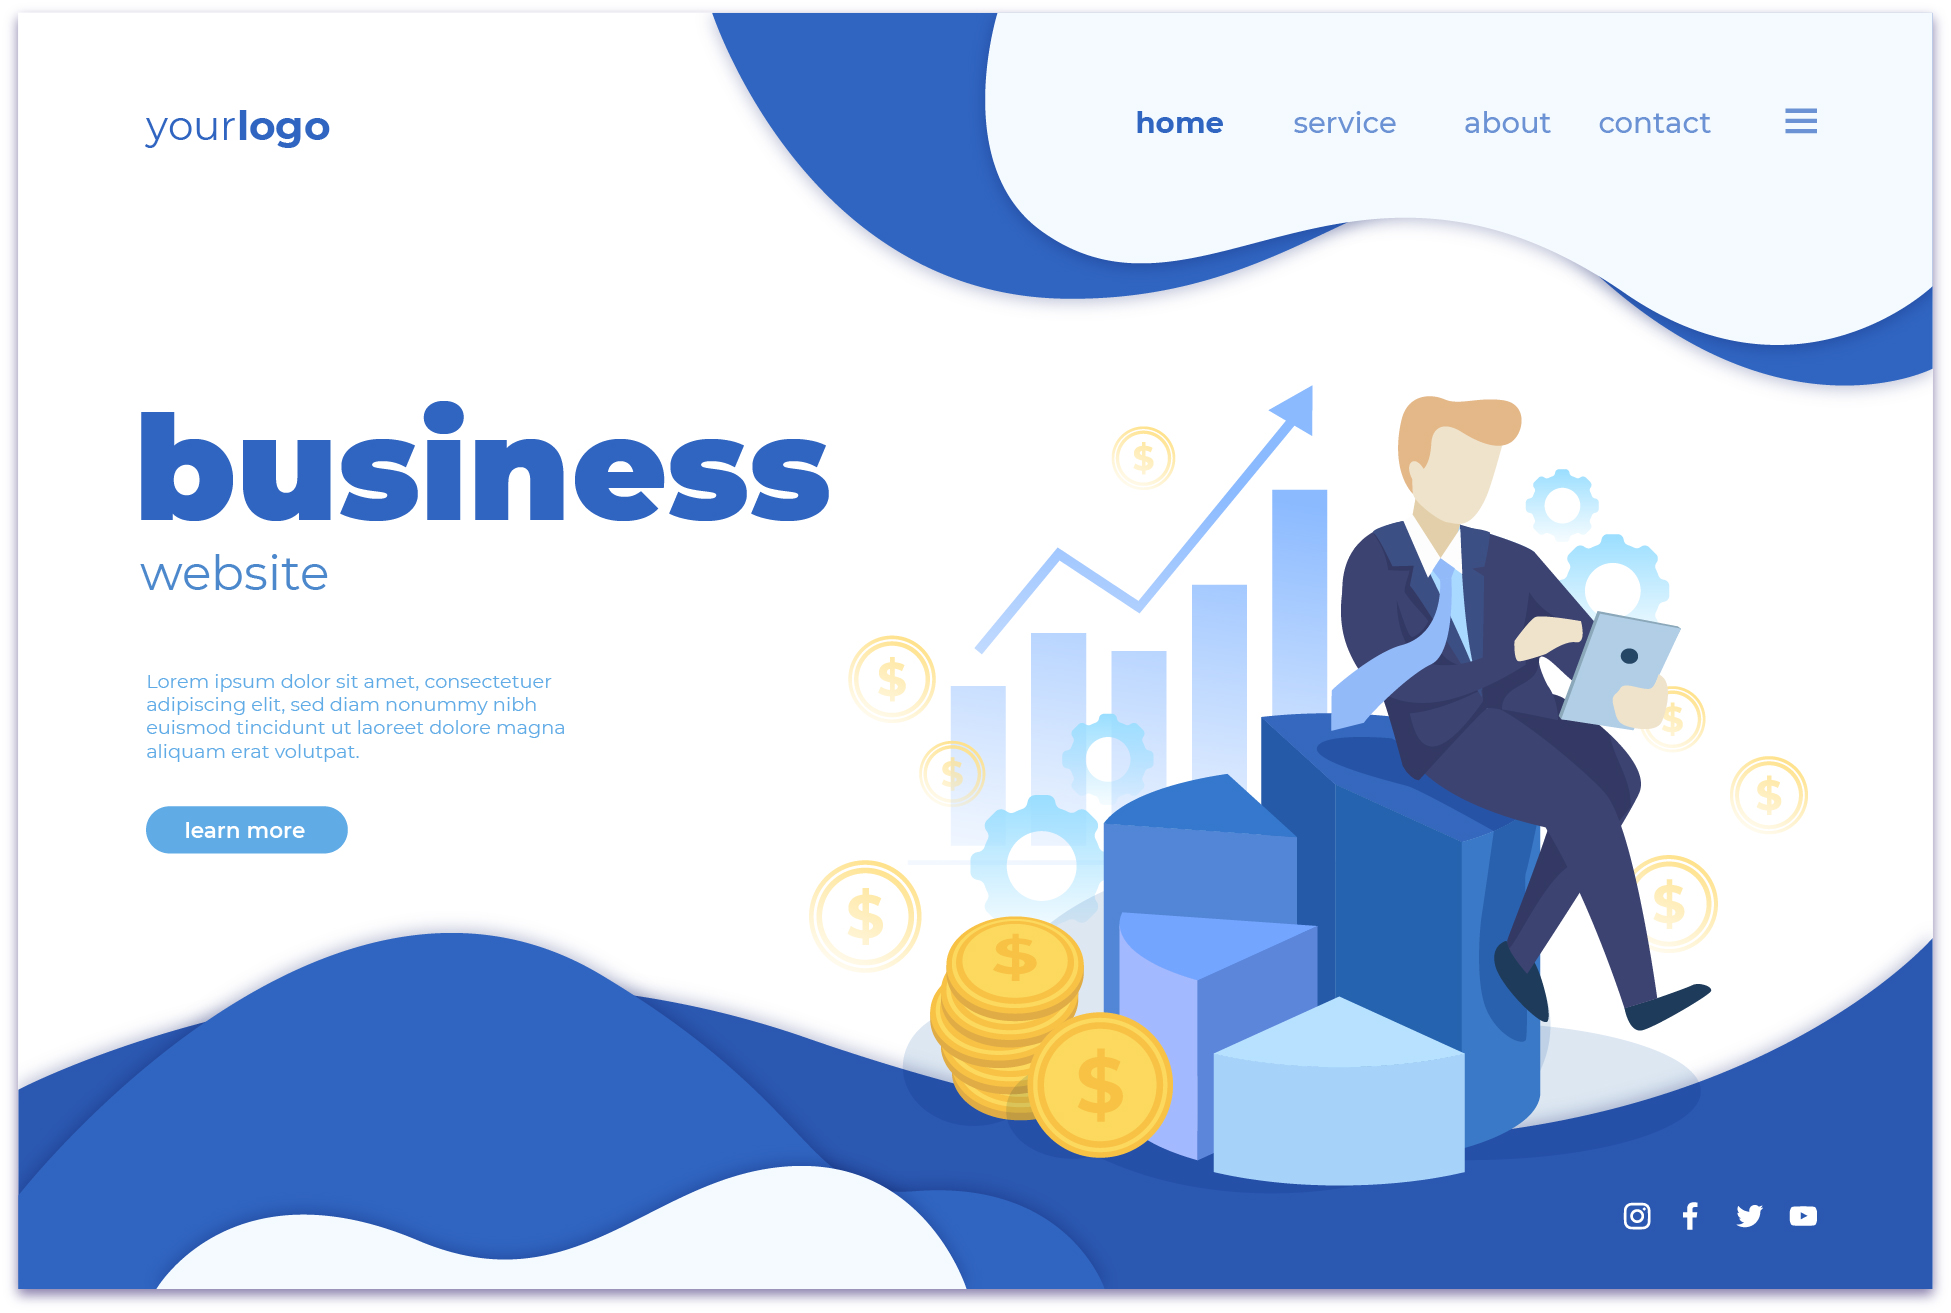 yourlogo
home service about contact
business
website
Lorem ipsum dolor sit amet, consectetuer
adipiscing elit, sed diam nonummy nibh
euismod tincidunt ut laoreet dolore magna
aliquam erat volutpat.
learn more
$
$
$
$
$
$
$
$
$